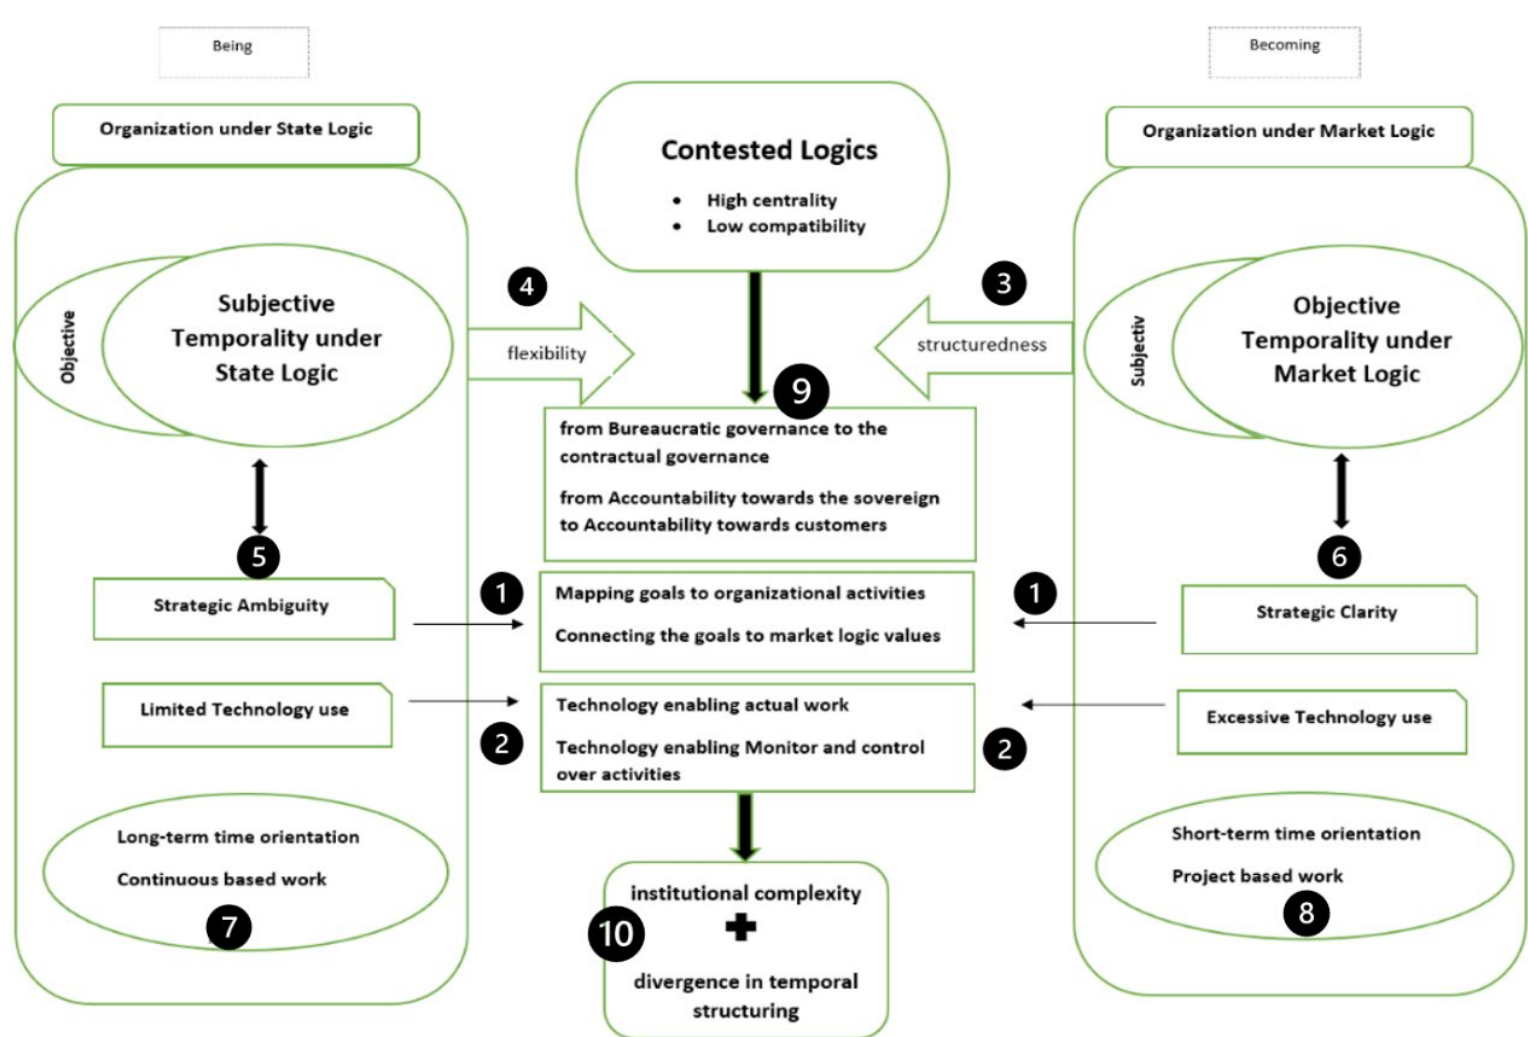 Being
Becoming
Organization under State Logic
Organization under Market Logic
Contested Logics
• High centrality
• Low compatibility
Objective
Subjective
Temporality under
State Logic
4
flexibility
3
structuredness
Subjectiv
Objective
Temporality under
Market Logic
9
from Bureaucratic governance to the
contractual governance
from Accountability towards the sovereign
to Accountability towards customers
5
6
Strategic Ambiguity
1
Mapping goals to organizational activities
Connecting the goals to market logic values
1
Strategic Clarity
Limited Technology use
2
Technology enabling actual work
Technology enabling Monitor and control
over activities
2
Excessive Technology use
Long-term time orientation
Continuous based work
7
Short-term time orientation
Project based work
8
10
institutional complexity
+
divergence in temporal
structuring